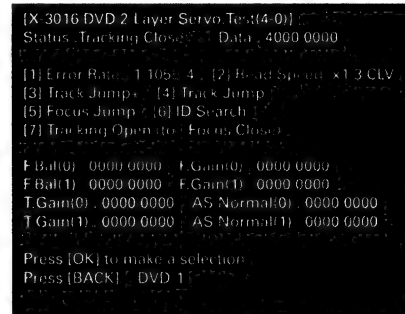 [X-3016 DVD 2 Layer Servo Test(4-0)]
Status . Tracking Close Data . 4000 0000
[1] Error Rate . [2] Read Speed x1.3 CLV
[3] Track Jump+ [4] Track Jump
[5] Focus Jump [6] ID Search
[7] Tracking Open (to Focus Close)
F.Bal(0) . 0000 0000 F.Gain(0) . 0000 0000
F.Bal(1) . 0000 0000 F.Gain(1) . 0000 0000
T.Gain(0) . 0000 0000 AS Normal(0) . 0000 0000
T.Gain(1) . 0000 0000 AS Normal(1) . 0000 0000
Press [OK] to make a selection
Press [BACK] DVD 1